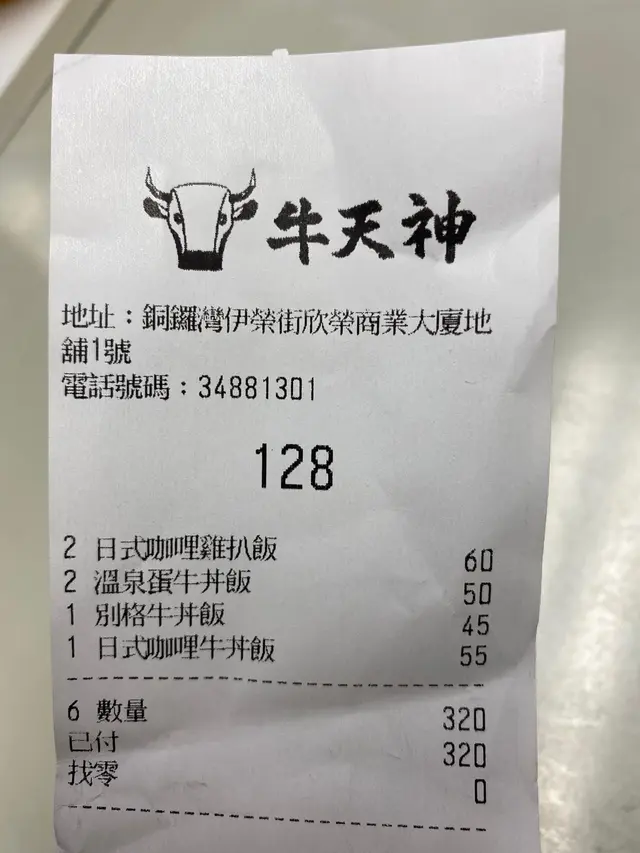 牛天神
地址：銅鑼灣伊榮街欣榮商業大廈地
舖1號
電話號碼：34881301
128
2 日式咖哩雞扒飯 60
2 溫泉蛋牛丼飯 50
1 別格牛丼飯 45
1 日式咖哩牛丼飯 55
6 數量 320
已付 320
找零 0